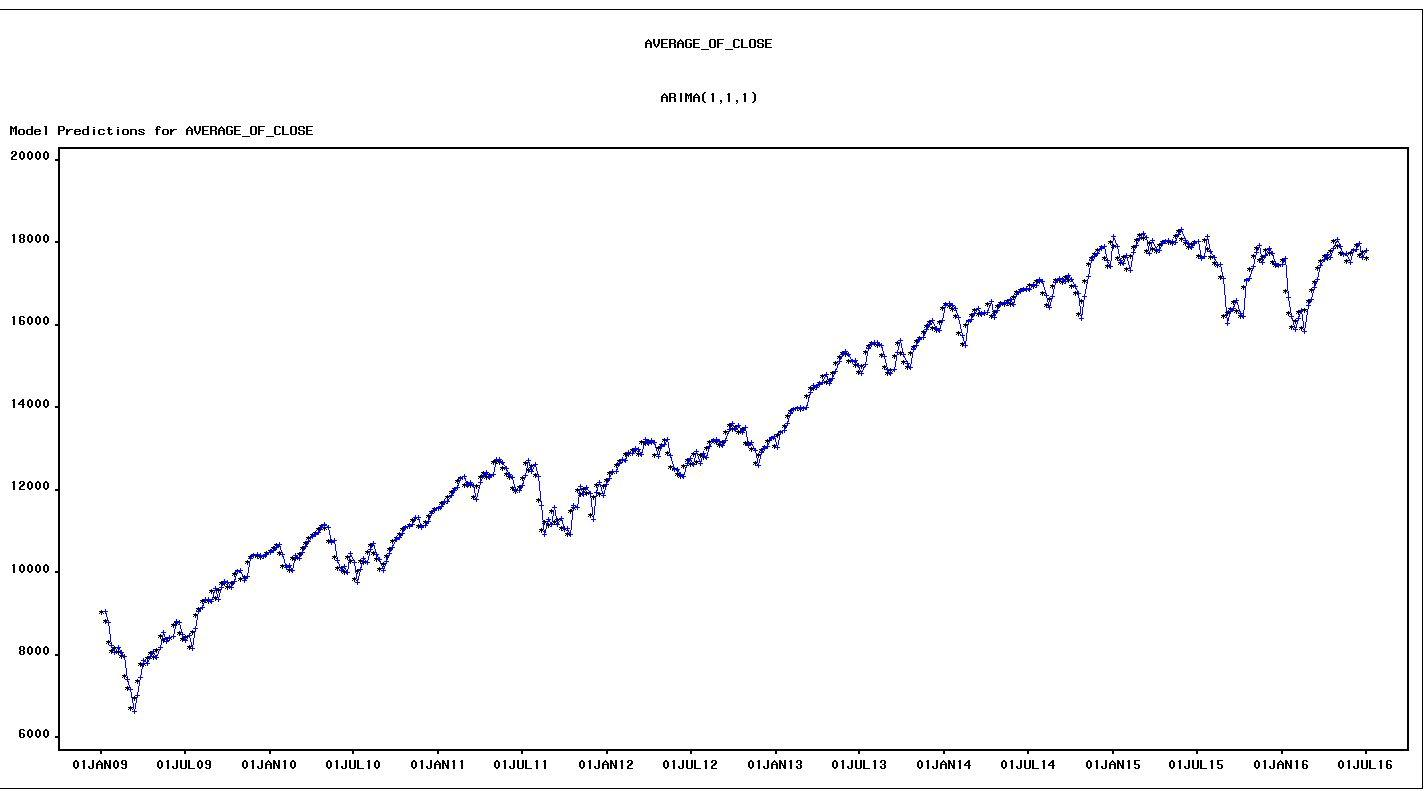 AVERAGE_OF_CLOSE
ARIMA(1,1,1)
Model Predictions for AVERAGE_OF_CLOSE
20000
18000
16000
14000
12000
10000
8000
6000
01JAN09 01JUL09 01JAN10 01JUL10 01JAN11 01JUL11 01JAN12 01JUL12 01JAN13 01JUL13 01JAN14 01JUL14 01JAN15 01JUL15 01JAN16 01JUL16